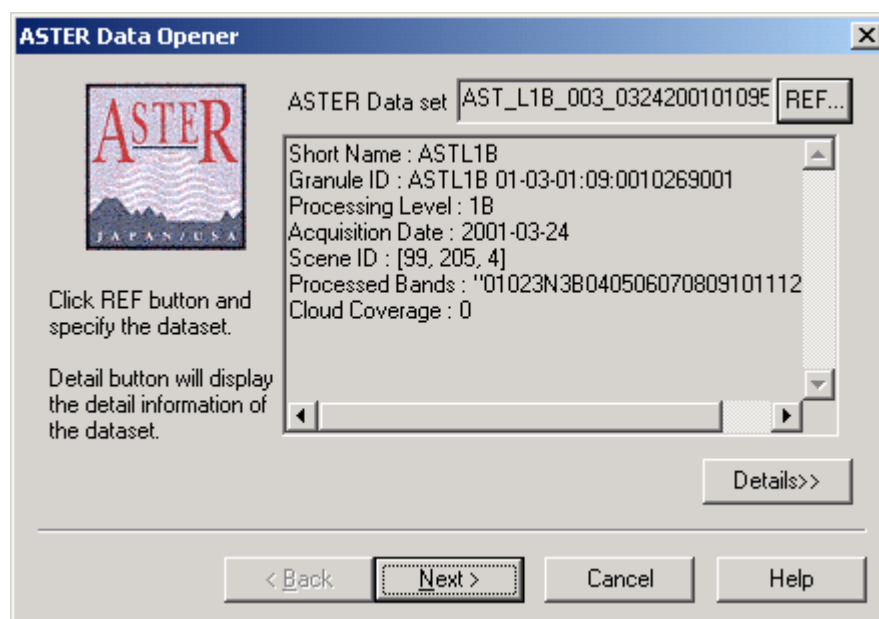 ASTER Data Opener
ASTER
JAPAN/USA
Click REF button and
specify the dataset.
Detail button will display
the detail information of
the dataset.
ASTER Data set AST_L1B_003_0324200101095 REF...
Short Name : ASTL1B
Granule ID : ASTL1B 01-03-01:09:0010269001
Processing Level : 1B
Acquisition Date : 2001-03-24
Scene ID : [99, 205, 4]
Processed Bands : "01023N3B040506070809101112
Cloud Coverage : 0
Details>>
< Back Next > Cancel Help